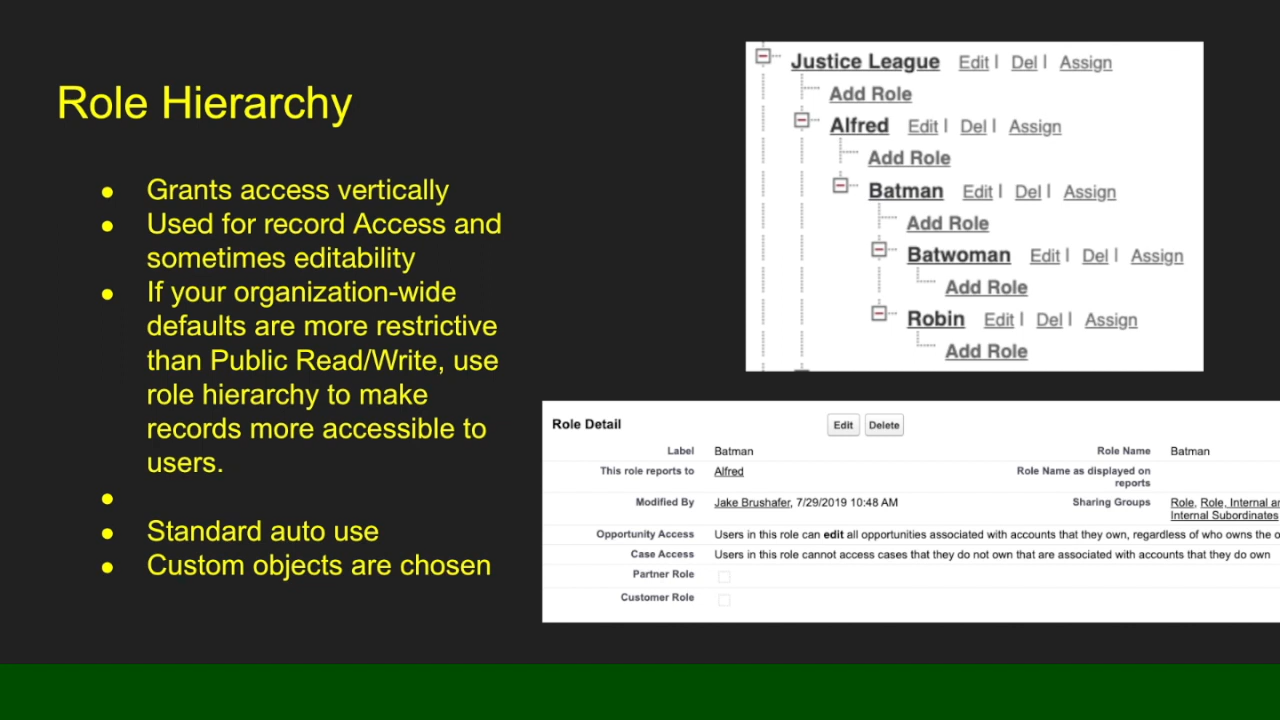 Role Hierarchy
● Grants access vertically
● Used for record Access and
sometimes editability
● If your organization-wide
defaults are more restrictive
than Public Read/Write, use
role hierarchy to make
records more accessible to
users.
●
● Standard auto use
● Custom objects are chosen
Justice League Edit | Del | Assign
Add Role
Alfred Edit | Del | Assign
Add Role
Batman Edit | Del | Assign
Add Role
Batwoman Edit | Del | Assign
Add Role
Robin Edit | Del | Assign
Add Role
Role Detail Edit Delete
Label Batman Role Name Batman
This role reports to Alfred Role Name as displayed on
reports
Modified By Jake Brushafer, 7/29/2019 10:48 AM Sharing Groups Role, Role, Internal
Internal Subordinates
Opportunity Access Users in this role can edit all opportunities associated with accounts that they own, regardless of who owns the
Case Access Users in this role cannot access cases that they do not own that are associated with accounts that they do own
Partner Role
Customer Role